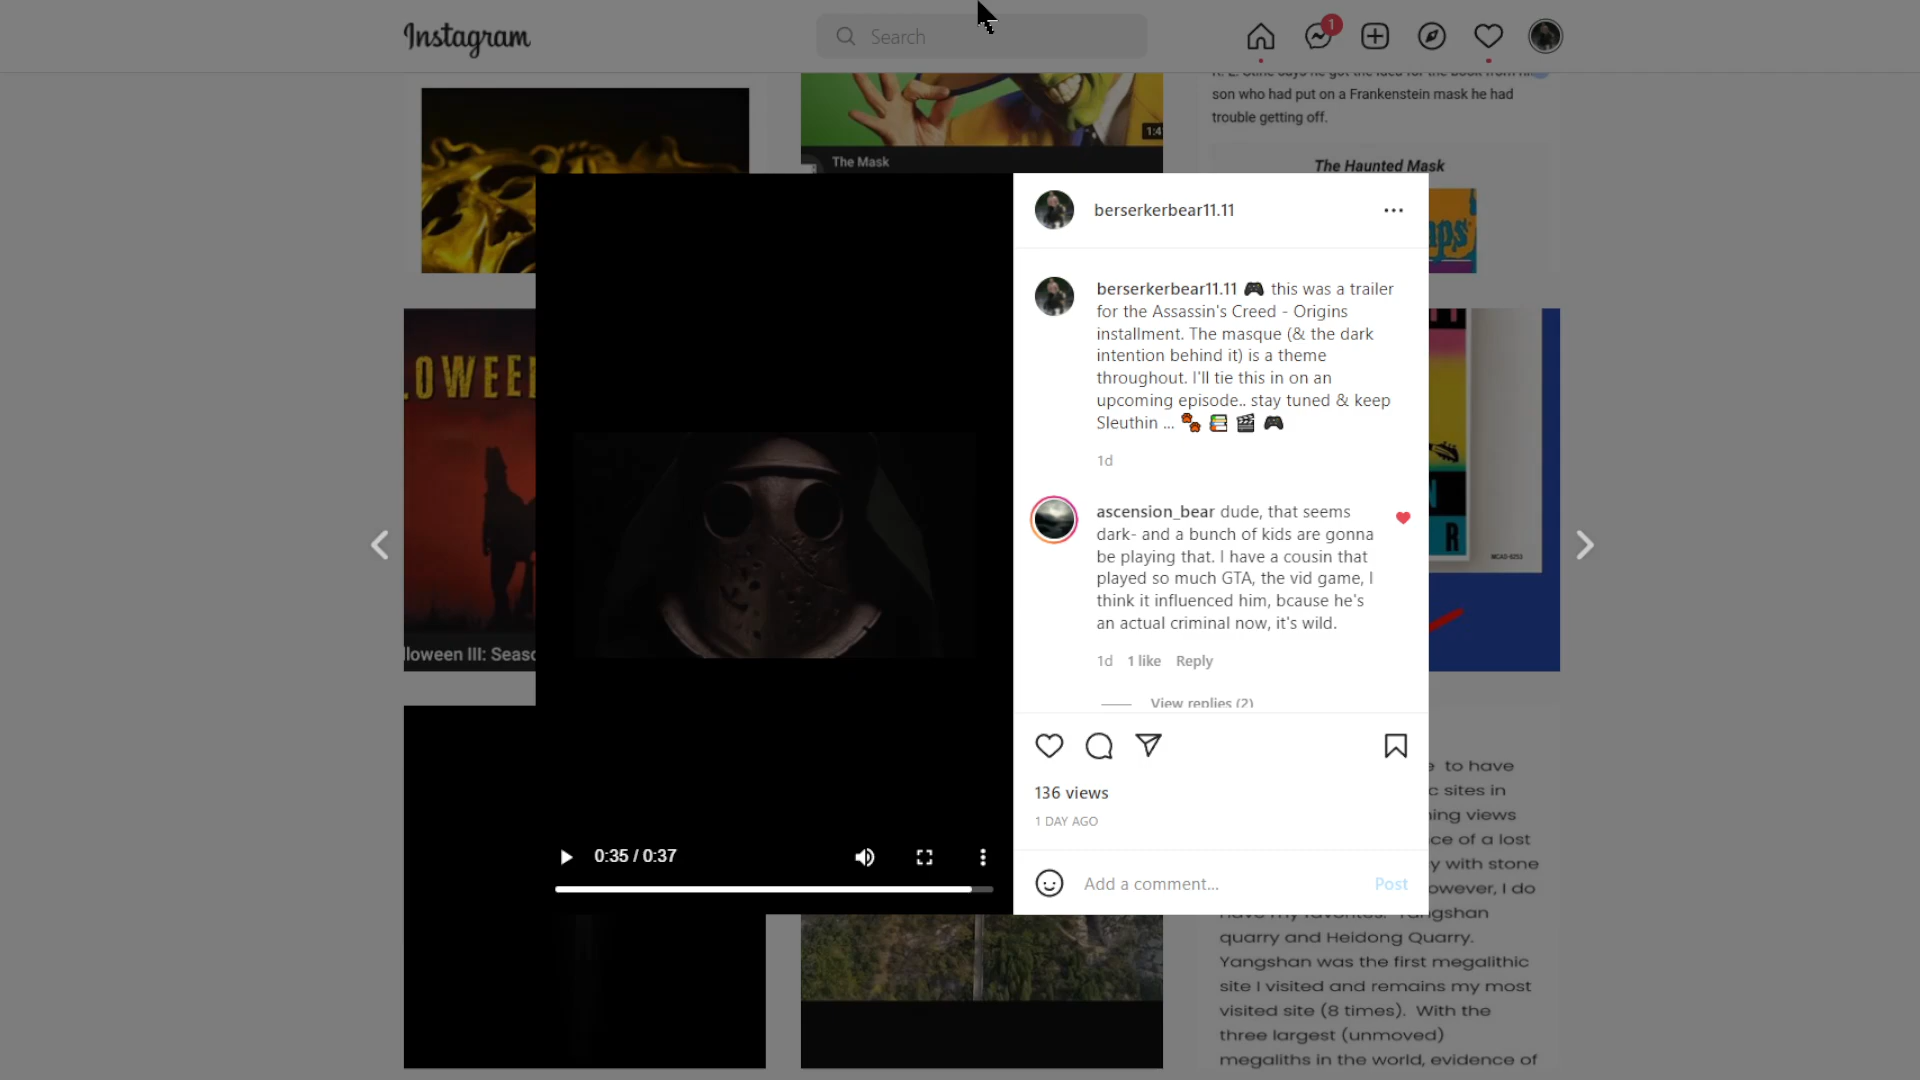 Instagram
Search
1
son who had put on a Frankenstein mask he had
trouble getting off.
The Haunted Mask
The Mask
berserkerbear11.11
berserkerbear11.11 🎮 this was a trailer
for the Assassin's Creed - Origins
installment. The masque (& the dark
intention behind it) is a theme
throughout. I'll tie this in on an
upcoming episode.. stay tuned & keep
Sleuthin ... 🐾 📚 🎬 🎮
1d
ascension_bear dude, that seems
dark- and a bunch of kids are gonna
be playing that. I have a cousin that
played so much GTA, the vid game, I
think it influenced him, bcause he's
an actual criminal now, it's wild.
1d 1 like Reply
View replies (2)
136 views
1 DAY AGO
Add a comment... Post
0:35 / 0:37
LOWEEN
lloween III: Seaso
MCAD-6253
to have
c sites in
ing views
ce of a lost
y with stone
owever, I do
have my favorites. Yangshan
quarry and Heidong Quarry.
Yangshan was the first megalithic
site I visited and remains my most
visited site (8 times). With the
three largest (unmoved)
megaliths in the world, evidence of